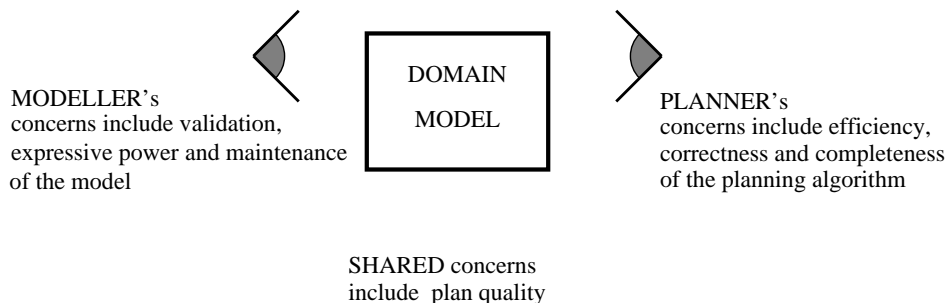 DOMAIN
MODEL
MODELLER's
concerns include validation,
expressive power and maintenance
of the model
PLANNER's
concerns include efficiency,
correctness and completeness
of the planning algorithm
SHARED concerns
include plan quality